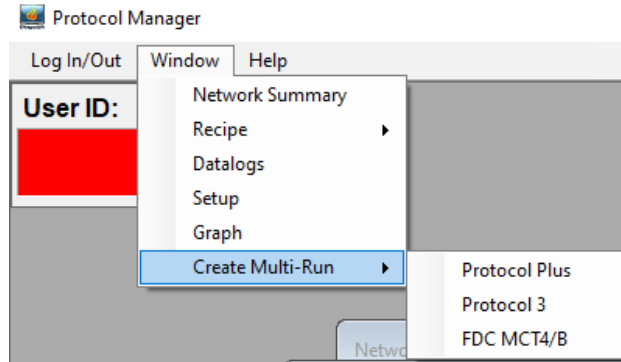 Protocol Manager
Log In/Out Window Help
User ID:
Network Summary
Recipe
Datalogs
Setup
Graph
Create Multi-Run
Protocol Plus
Protocol 3
FDC MCT4/B